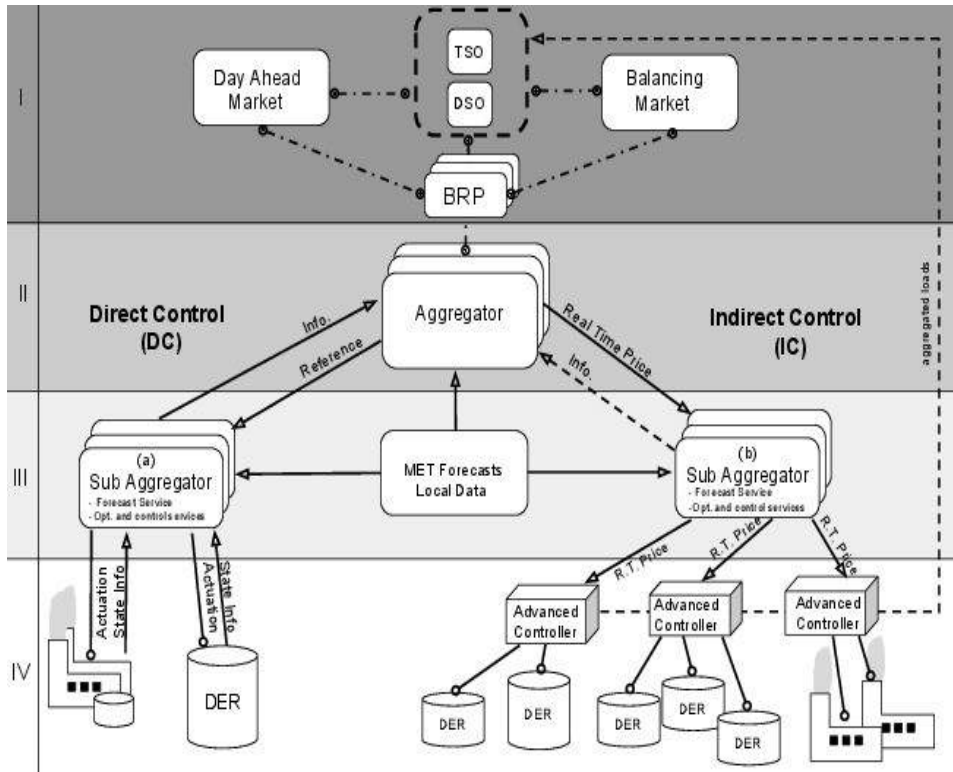 I
TSO
DSO
Day Ahead
Market
Balancing
Market
BRP
II
Direct Control
(DC)
Info.
Reference
Aggregator
Real Time Price
Info.
Indirect Control
(IC)
aggregated loads
III
(a)
Sub Aggregator
- Forecast Service
- Opt. and control services
MET Forecasts
Local Data
(b)
Sub Aggregator
- Forecast Service
- Opt. and control services
IV
Actuation
State Info
Actuation
State Info
R.T. Price
R.T. Price
R.T. Price
Advanced
Controller
Advanced
Controller
Advanced
Controller
DER
DER
DER
DER
DER
DER